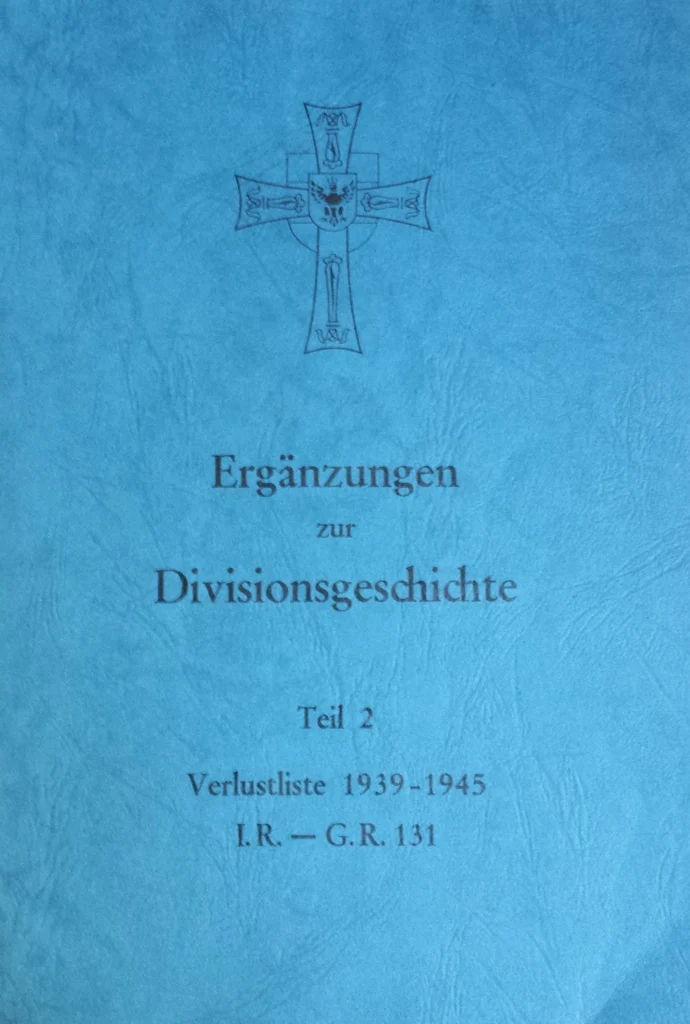 Ergänzungen
zur
Divisionsgeschichte
Teil 2
Verlustliste 1939-1945
I.R. — G.R. 131